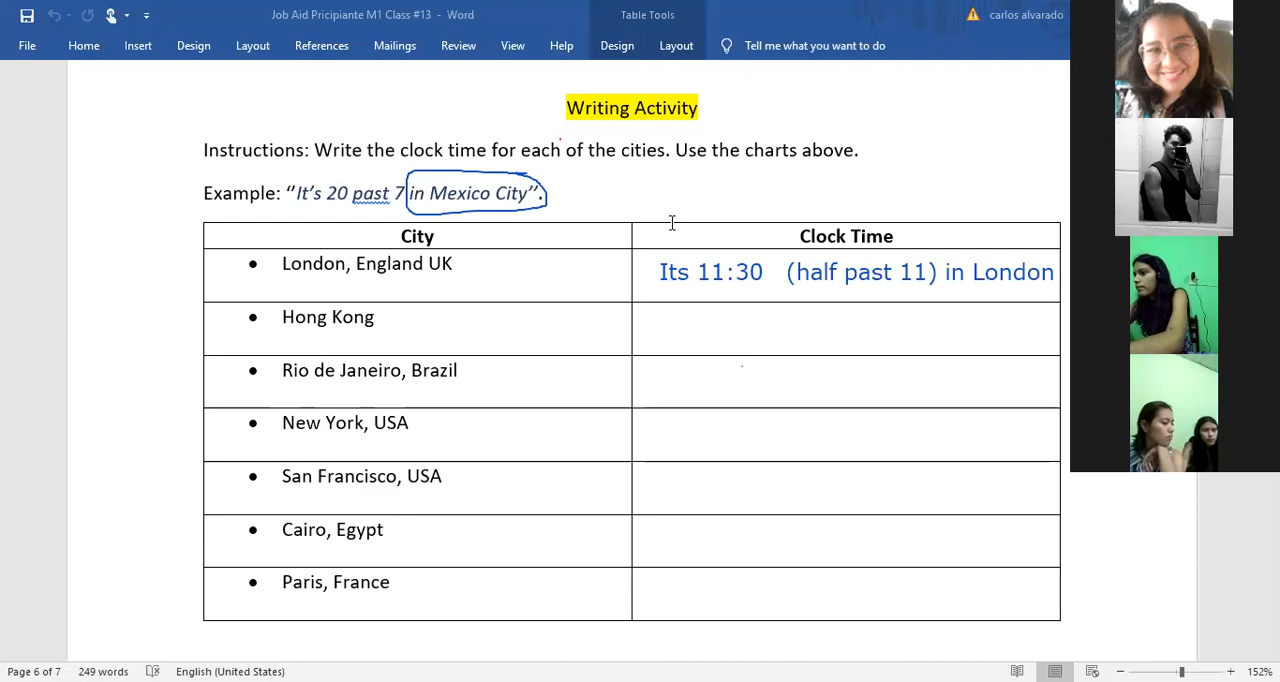 Job Aid Pricipiante M1 Class #13 - Word
Table Tools
carlos alvarado
File Home Insert Design Layout References Mailings Review View Help Design Layout Tell me what you want to do
Writing Activity
Instructions: Write the clock time for each of the cities. Use the charts above.
Example: “It’s 20 past 7 in Mexico City”.
City Clock Time
• London, England UK Its 11:30 (half past 11) in London
• Hong Kong
• Rio de Janeiro, Brazil
• New York, USA
• San Francisco, USA
• Cairo, Egypt
• Paris, France
Page 6 of 7 249 words English (United States) 152%